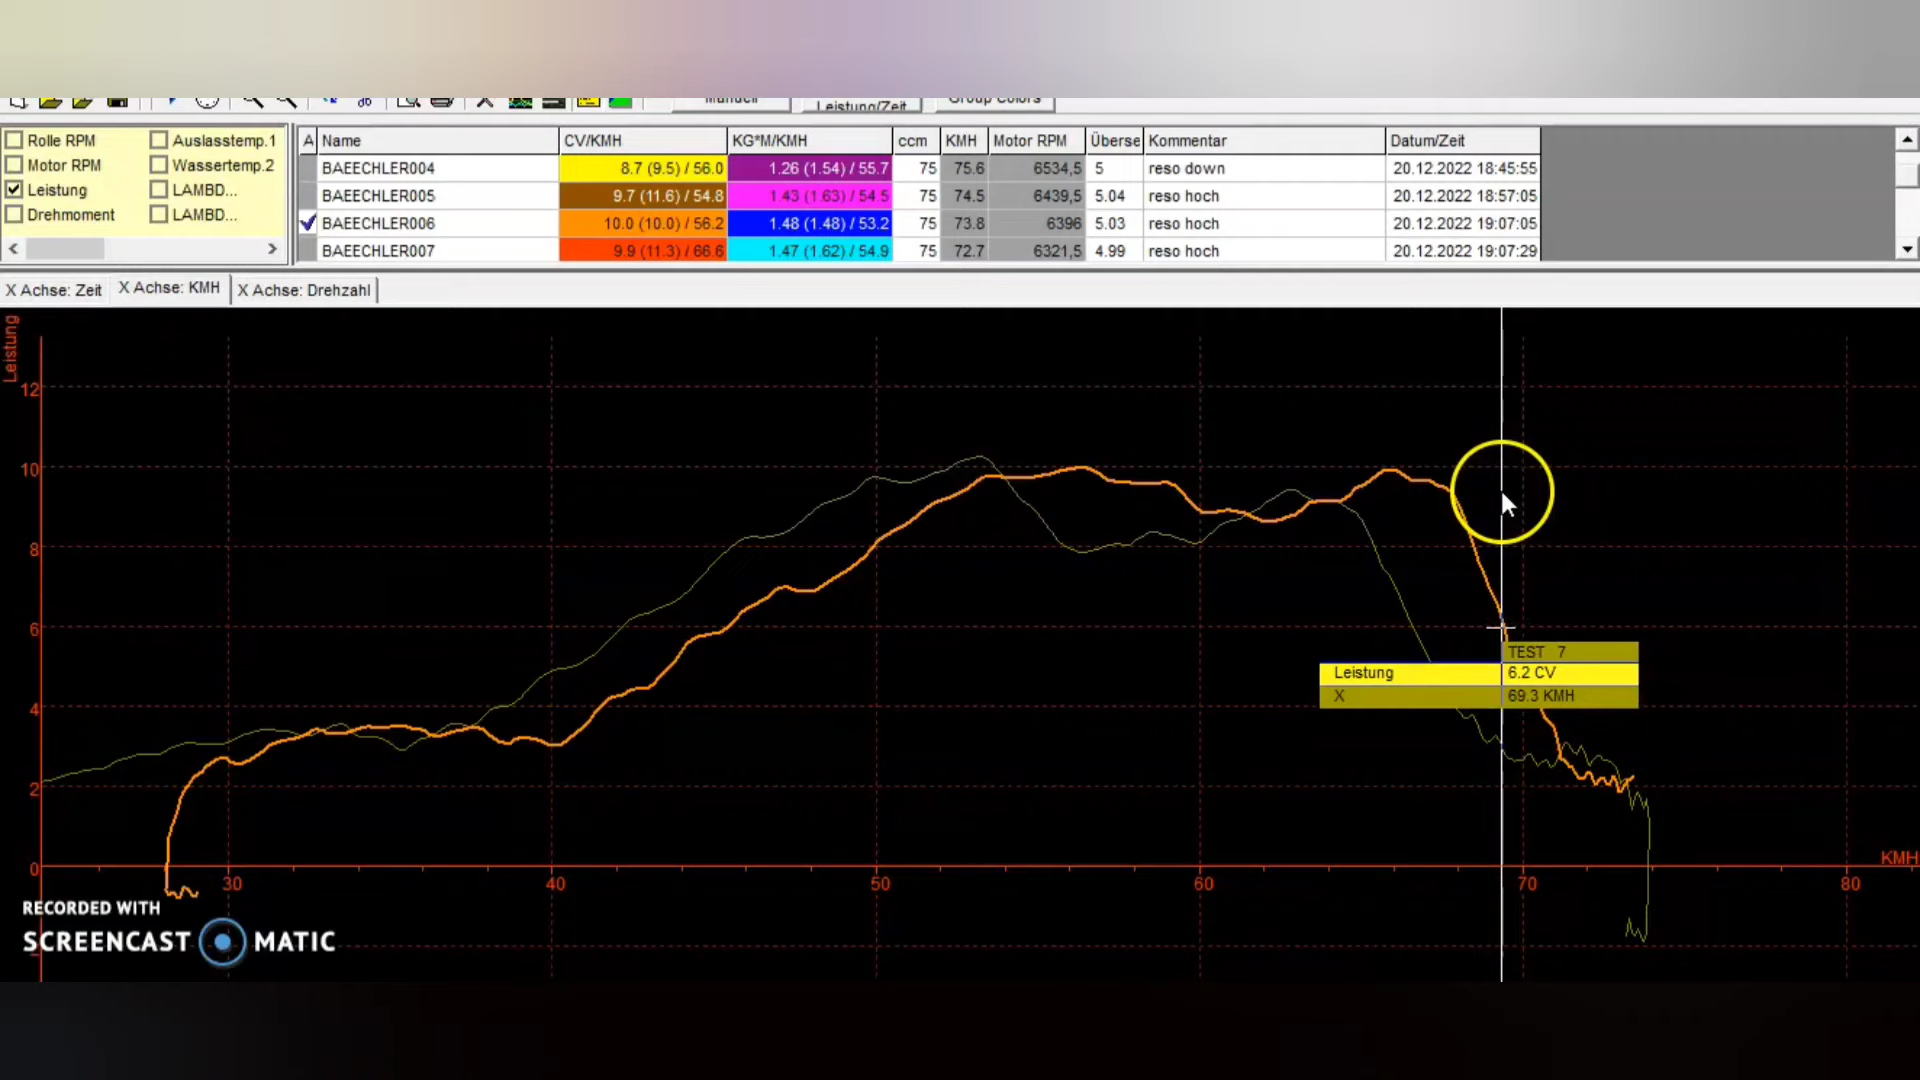 Manuell Leistung/Zeit Group Colors
Rolle RPM Auslasstemp.1
Motor RPM Wassertemp.2
Leistung LAMBD...
Drehmoment LAMBD...
A Name CV/KMH KG*M/KMH ccm KMH Motor RPM Überse Kommentar Datum/Zeit
BAEECHLER004 8.7 (9.5) / 56.0 1.26 (1.54) / 55.7 75 75.6 6534,5 5 reso down 20.12.2022 18:45:55
BAEECHLER005 9.7 (11.6) / 54.8 1.43 (1.63) / 54.5 75 74.5 6439,5 5.04 reso hoch 20.12.2022 18:57:05
BAEECHLER006 10.0 (10.0) / 56.2 1.48 (1.48) / 53.2 75 73.8 6396 5.03 reso hoch 20.12.2022 19:07:05
BAEECHLER007 9.9 (11.3) / 66.6 1.47 (1.62) / 54.9 75 72.7 6321,5 4.99 reso hoch 20.12.2022 19:07:29
X Achse: Zeit X Achse: KMH X Achse: Drehzahl
Leistung
12
10
8
6
TEST 7
Leistung 6.2 CV
X 69.3 KMH
4
2
0
KMH
30 40 50 60 70 80
RECORDED WITH
SCREENCAST MATIC